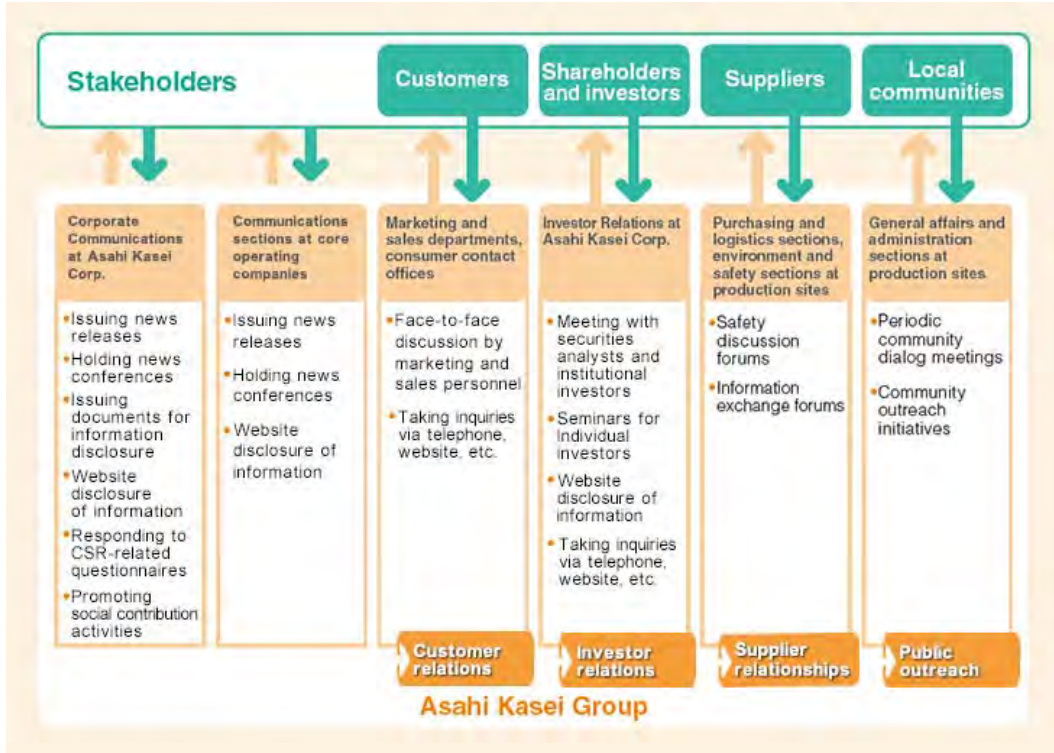 Stakeholders
Customers
Shareholders
and investors
Suppliers
Local
communities
Corporate
Communications
at Asahi Kasei
Corp.
•Issuing news
releases
•Holding news
conferences
•Issuing
documents for
information
disclosure
•Website
disclosure
of information
•Responding to
CSR-related
questionnaires
•Promoting
social contribution
activities
Communications
sections at core
operating
companies
•Issuing news
releases
•Holding news
conferences
•Website
disclosure of
information
Marketing and
sales departments,
consumer contact
offices
•Face-to-face
discussion by
marketing and
sales personnel
•Taking inquiries
via telephone,
website, etc.
Customer
relations
Investor Relations at
Asahi Kasei Corp.
•Meeting with
securities
analysts and
institutional
investors
•Seminars for
Individual
investors
•Website
disclosure of
information
•Taking inquiries
via telephone,
website, etc.
Investor
relations
Purchasing and
logistics sections,
environment and
safety sections at
production sites
•Safety
discussion
forums
•Information
exchange forums
Supplier
relationships
General affairs and
administration
sections at
production sites
•Periodic
community
dialog meetings
•Community
outreach
initiatives
Public
outreach
Asahi Kasei Group